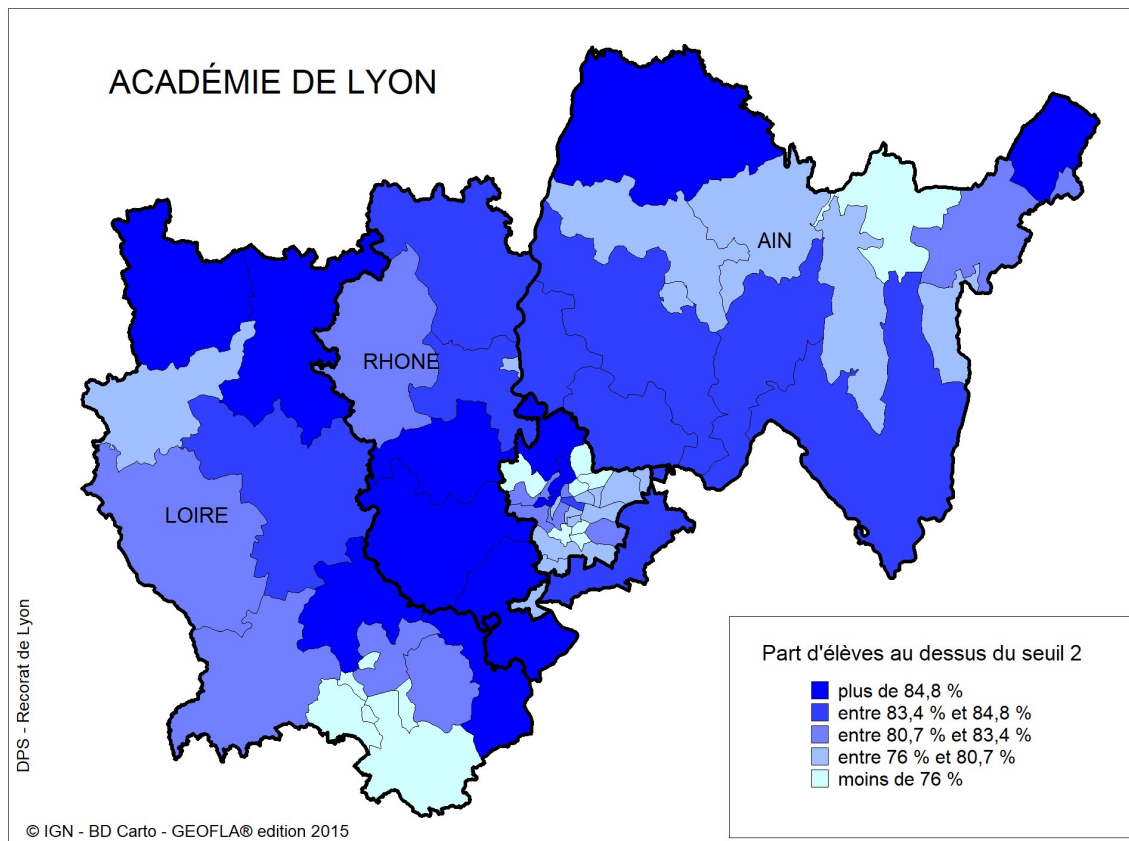 ACADÉMIE DE LYON
AIN
RHONE
LOIRE
Part d'élèves au dessus du seuil 2
plus de 84,8 %
entre 83,4 % et 84,8 %
entre 80,7 % et 83,4 %
entre 76 % et 80,7 %
moins de 76 %
DPS - Recorat de Lyon
© IGN - BD Carto - GEOFLA® edition 2015